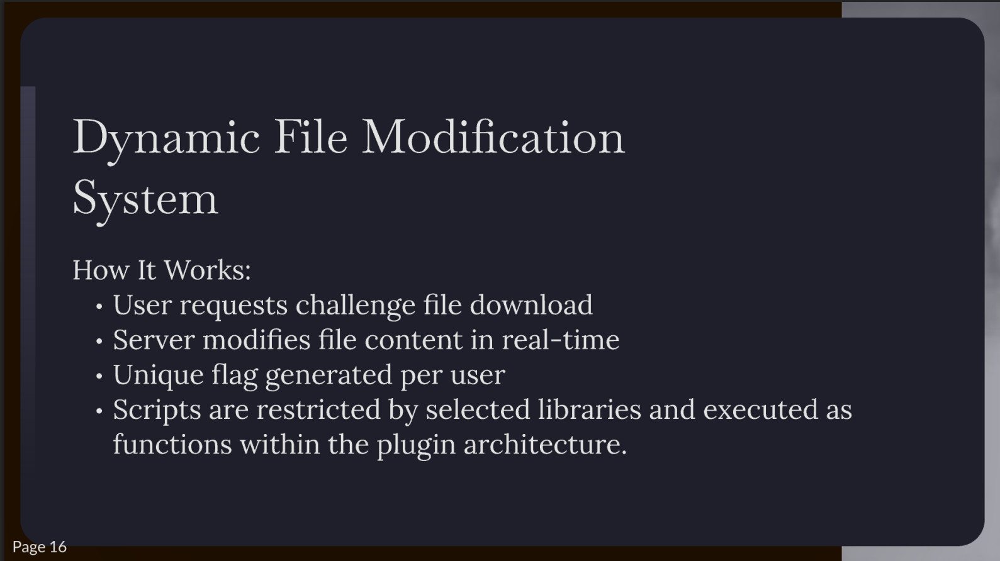 Dynamic File Modification
System
How It Works:
• User requests challenge file download
• Server modifies file content in real-time
• Unique flag generated per user
• Scripts are restricted by selected libraries and executed as
functions within the plugin architecture.
Page 16